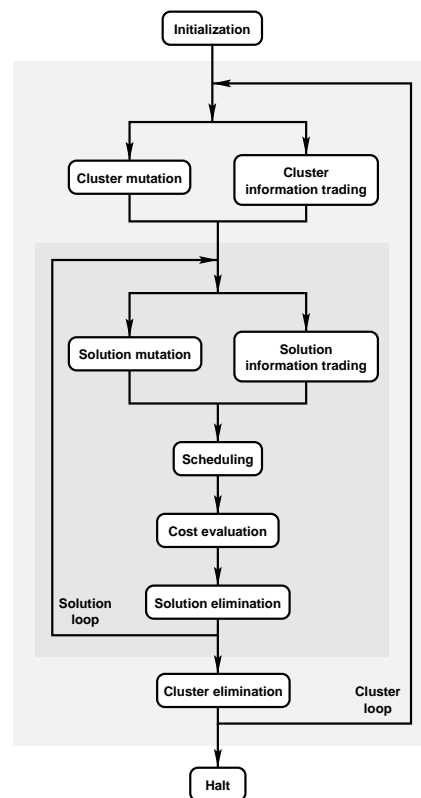 Initialization
Cluster mutation
Cluster
information trading
Solution mutation
Solution
information trading
Scheduling
Cost evaluation
Solution elimination
Solution
loop
Cluster elimination
Cluster
loop
Halt